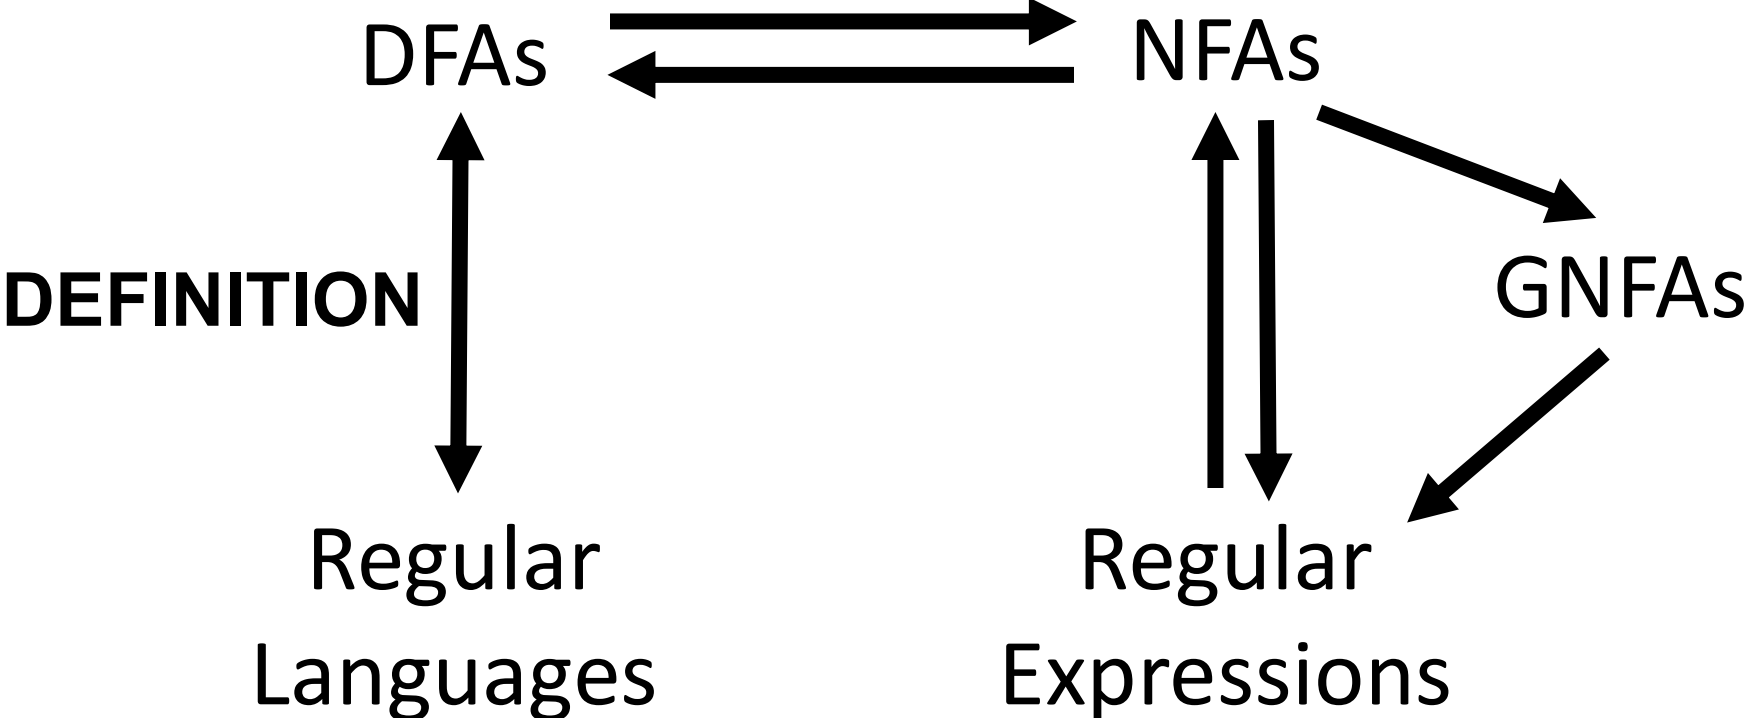 DFAs
NFAs
DEFINITION
GNFAs
Regular
Languages
Regular
Expressions